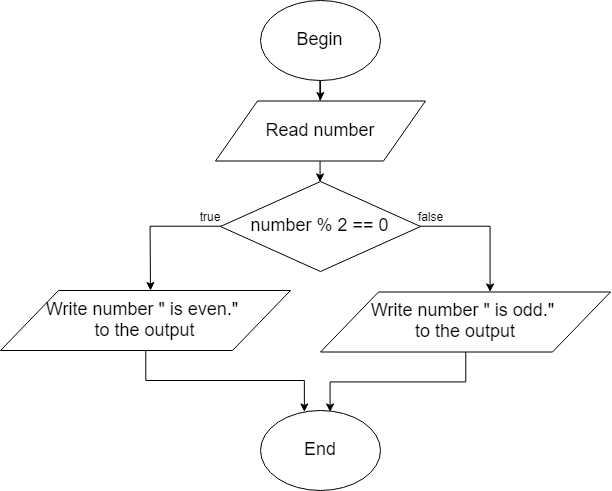 Begin
Read number
true
number % 2 == 0
false
Write number " is even."
to the output
Write number " is odd."
to the output
End